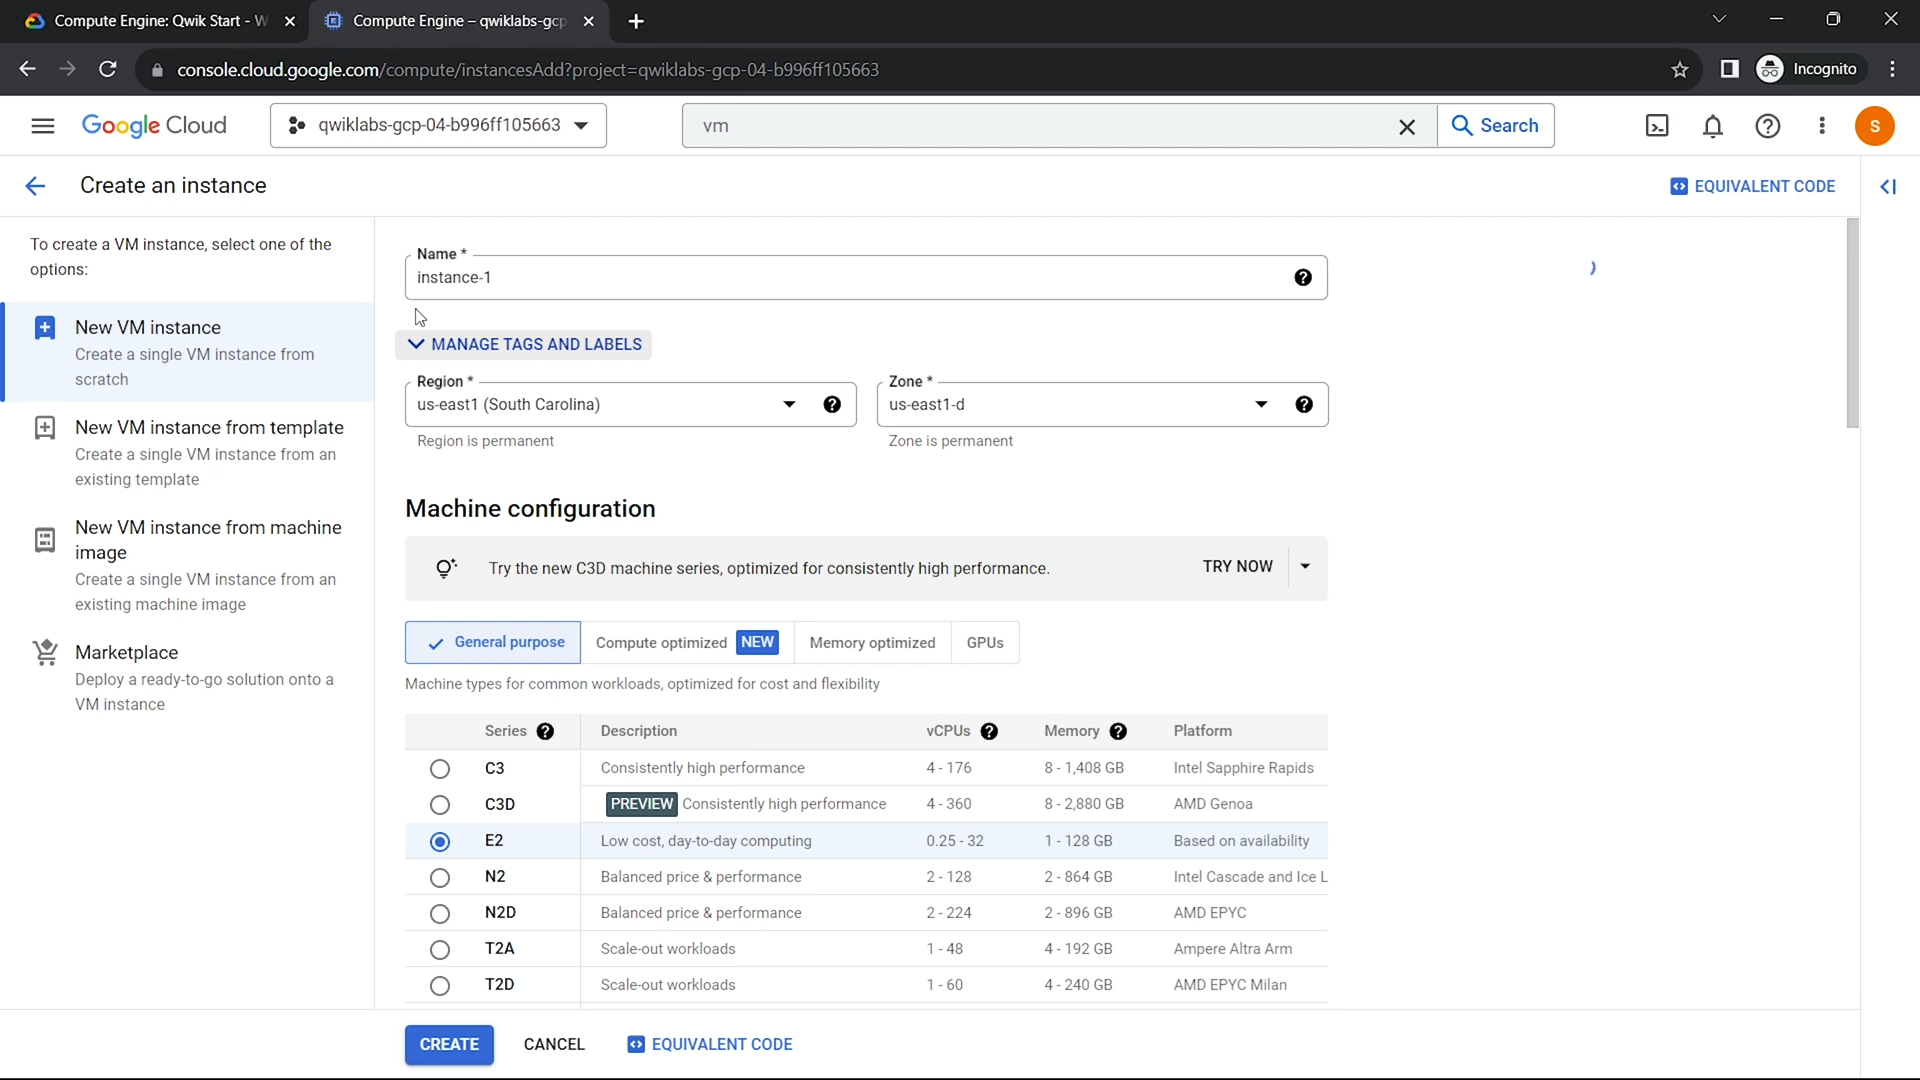 Compute Engine: Qwik Start - W
Compute Engine – qwiklabs-gcp
console.cloud.google.com/compute/instancesAdd?project=qwiklabs-gcp-04-b996ff105663
Incognito
Google Cloud
qwiklabs-gcp-04-b996ff105663
vm
Search
S
Create an instance
EQUIVALENT CODE
To create a VM instance, select one of the
options:
New VM instance
Create a single VM instance from
scratch
New VM instance from template
Create a single VM instance from an
existing template
New VM instance from machine
image
Create a single VM instance from an
existing machine image
Marketplace
Deploy a ready-to-go solution onto a
VM instance
Name *
instance-1
MANAGE TAGS AND LABELS
Region *
us-east1 (South Carolina)
Region is permanent
Zone *
us-east1-d
Zone is permanent
Machine configuration
Try the new C3D machine series, optimized for consistently high performance.
TRY NOW
General purpose
Compute optimized NEW
Memory optimized
GPUs
Machine types for common workloads, optimized for cost and flexibility
Series Description vCPUs Memory Platform
C3 Consistently high performance 4 - 176 8 - 1,408 GB Intel Sapphire Rapids
C3D PREVIEW Consistently high performance 4 - 360 8 - 2,880 GB AMD Genoa
E2 Low cost, day-to-day computing 0.25 - 32 1 - 128 GB Based on availability
N2 Balanced price & performance 2 - 128 2 - 864 GB Intel Cascade and Ice L
N2D Balanced price & performance 2 - 224 2 - 896 GB AMD EPYC
T2A Scale-out workloads 1 - 48 4 - 192 GB Ampere Altra Arm
T2D Scale-out workloads 1 - 60 4 - 240 GB AMD EPYC Milan
CREATE
CANCEL
EQUIVALENT CODE